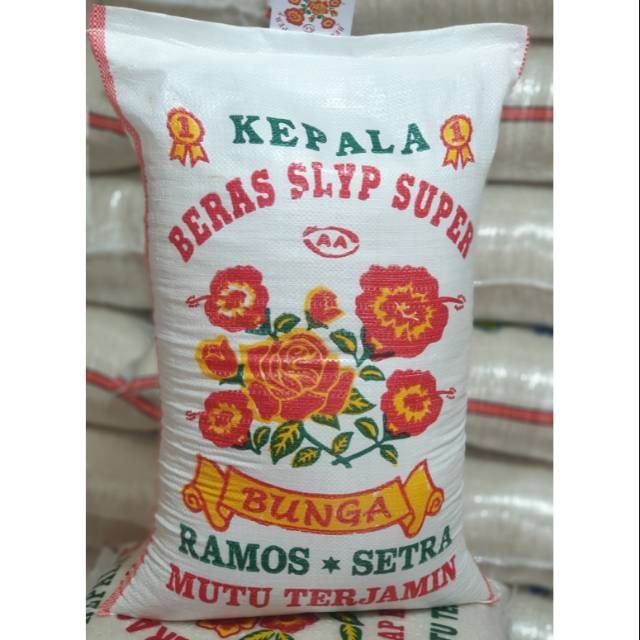 1 KEPALA 1
BERAS SLYP SUPER
AA
BUNGA
RAMOS * SETRA
MUTU TERJAMIN